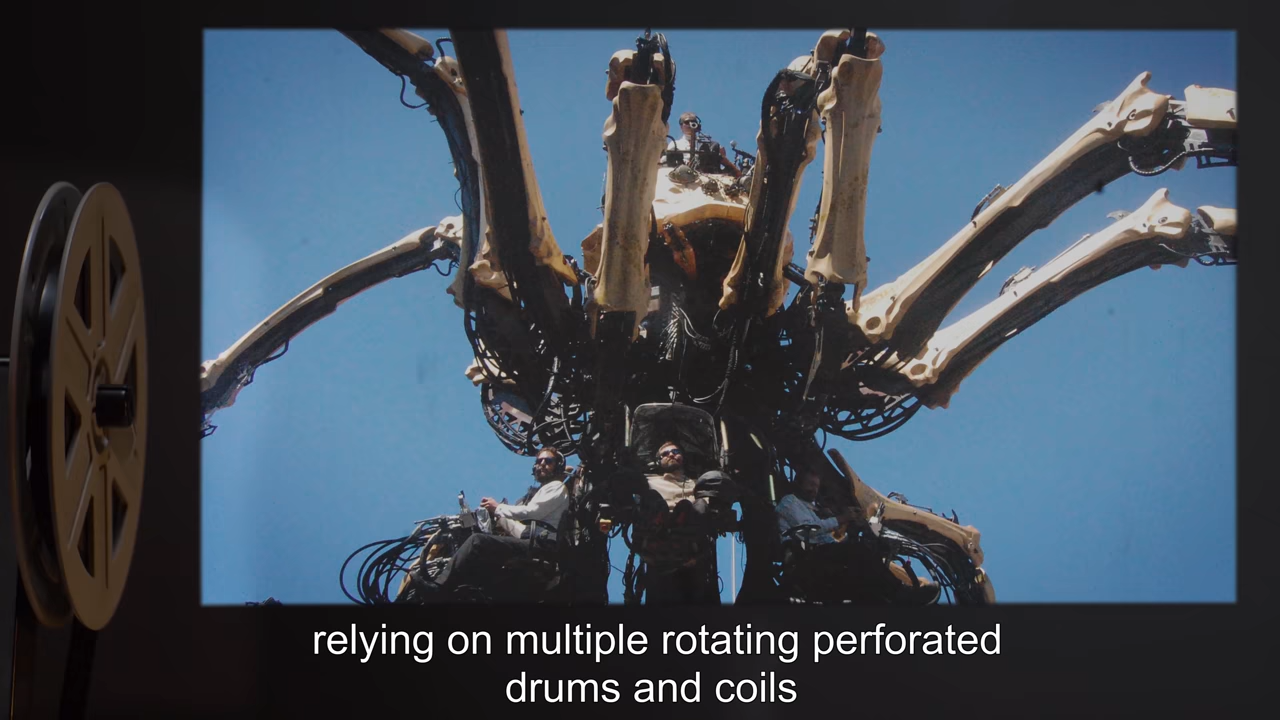 relying on multiple rotating perforated
drums and coils